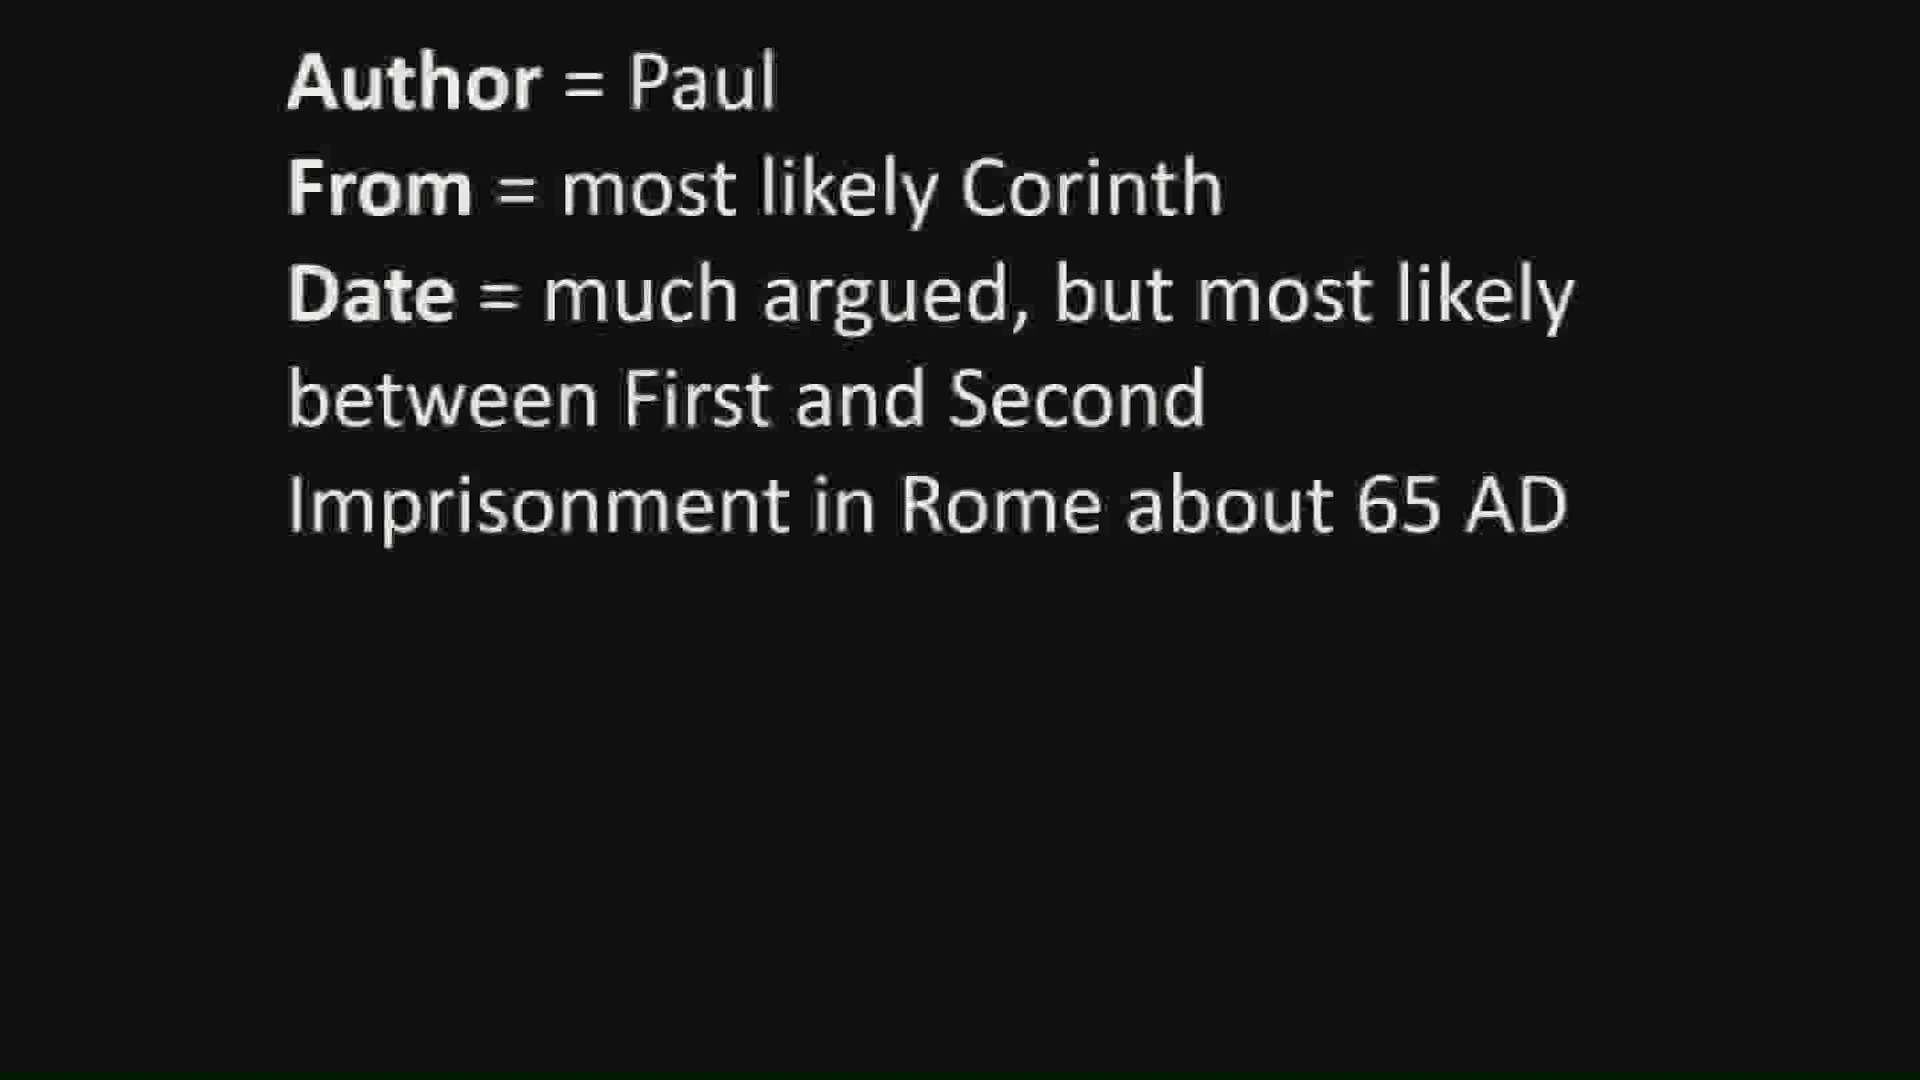 Author = Paul
From = most likely Corinth
Date = much argued, but most likely
between First and Second
Imprisonment in Rome about 65 AD